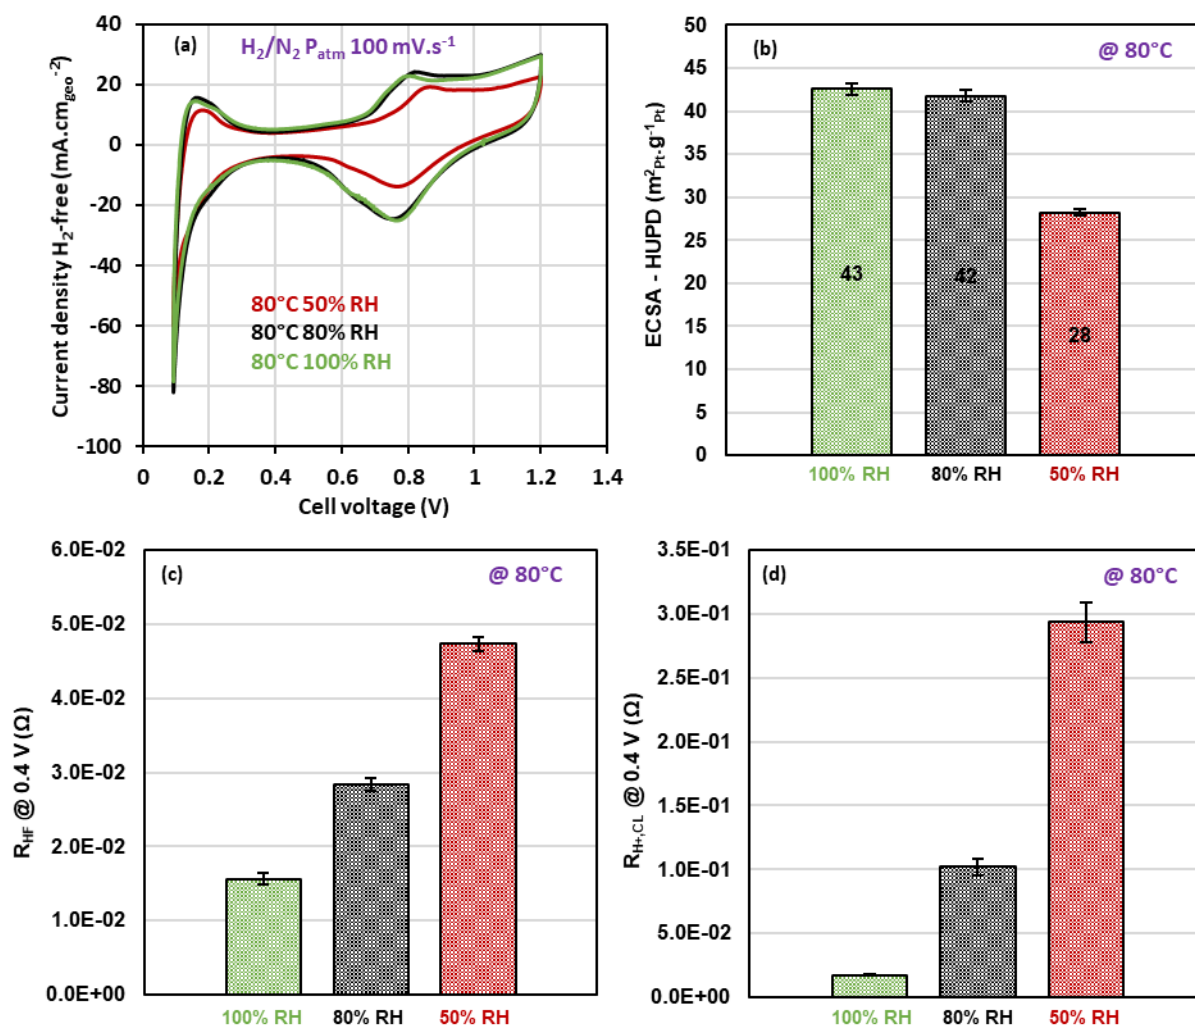 (a)
H₂/N₂ Pₐₜₘ 100 mV.s⁻¹
Current density H₂-free (mA.cm_geo⁻²)
40
20
0
-20
-40
-60
-80
-100
80°C 50% RH
80°C 80% RH
80°C 100% RH
0 0.2 0.4 0.6 0.8 1 1.2 1.4
Cell voltage (V)
(b)
@ 80°C
ECSA - HUPD (m²_Pt.g⁻¹_Pt)
50
45
40
35
30
25
20
15
10
5
0
43
42
28
100% RH 80% RH 50% RH
(c)
@ 80°C
R_HF @ 0.4 V (Ω)
6.0E-02
5.0E-02
4.0E-02
3.0E-02
2.0E-02
1.0E-02
0.0E+00
100% RH 80% RH 50% RH
(d)
@ 80°C
R_H+,CL @ 0.4 V (Ω)
3.5E-01
3.0E-01
2.5E-01
2.0E-01
1.5E-01
1.0E-01
5.0E-02
0.0E+00
100% RH 80% RH 50% RH